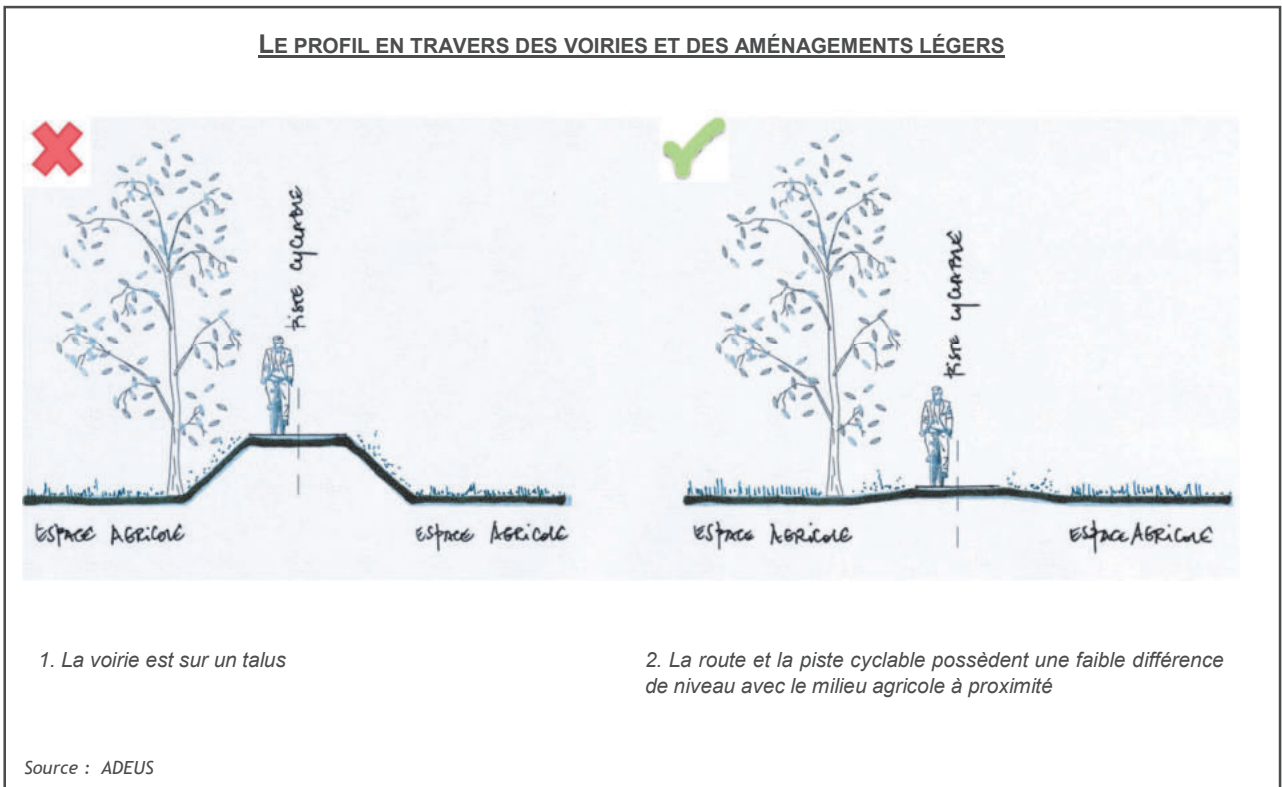 LE PROFIL EN TRAVERS DES VOIRIES ET DES AMÉNAGEMENTS LÉGERS
PISTE CYCLABLE
PISTE CYCLABLE
ESPACE AGRICOLE
ESPACE AGRICOLE
ESPACE AGRICOLE
ESPACE AGRICOLE
1. La voirie est sur un talus
2. La route et la piste cyclable possèdent une faible différence
de niveau avec le milieu agricole à proximité
Source : ADEUS